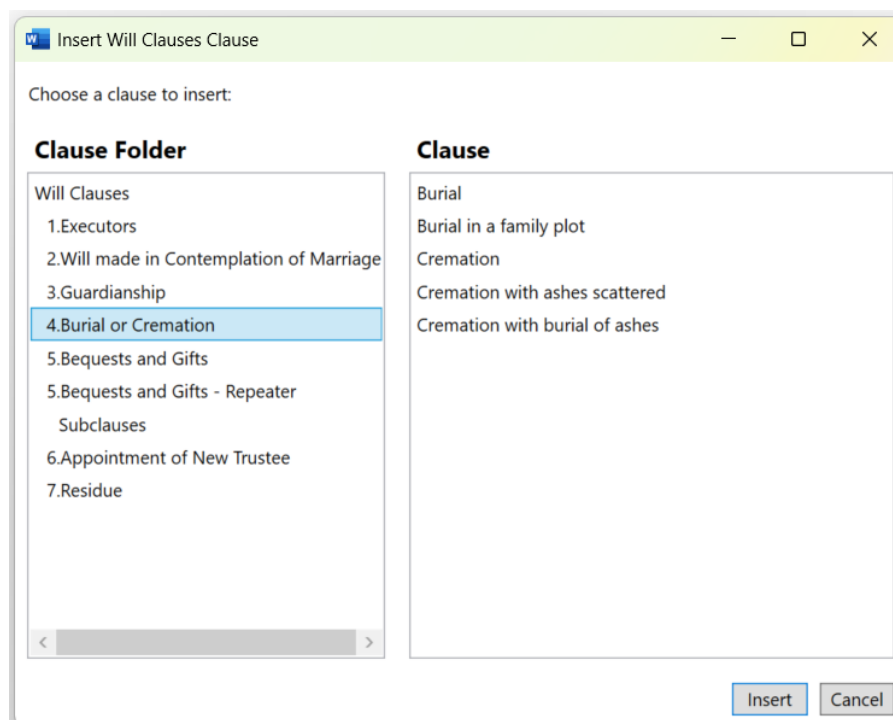 Insert Will Clauses Clause
Choose a clause to insert:
Clause Folder
Will Clauses
1.Executors
2.Will made in Contemplation of Marriage
3.Guardianship
4.Burial or Cremation
5.Bequests and Gifts
5.Bequests and Gifts - Repeater
Subclauses
6.Appointment of New Trustee
7.Residue
Clause
Burial
Burial in a family plot
Cremation
Cremation with ashes scattered
Cremation with burial of ashes
Insert
Cancel